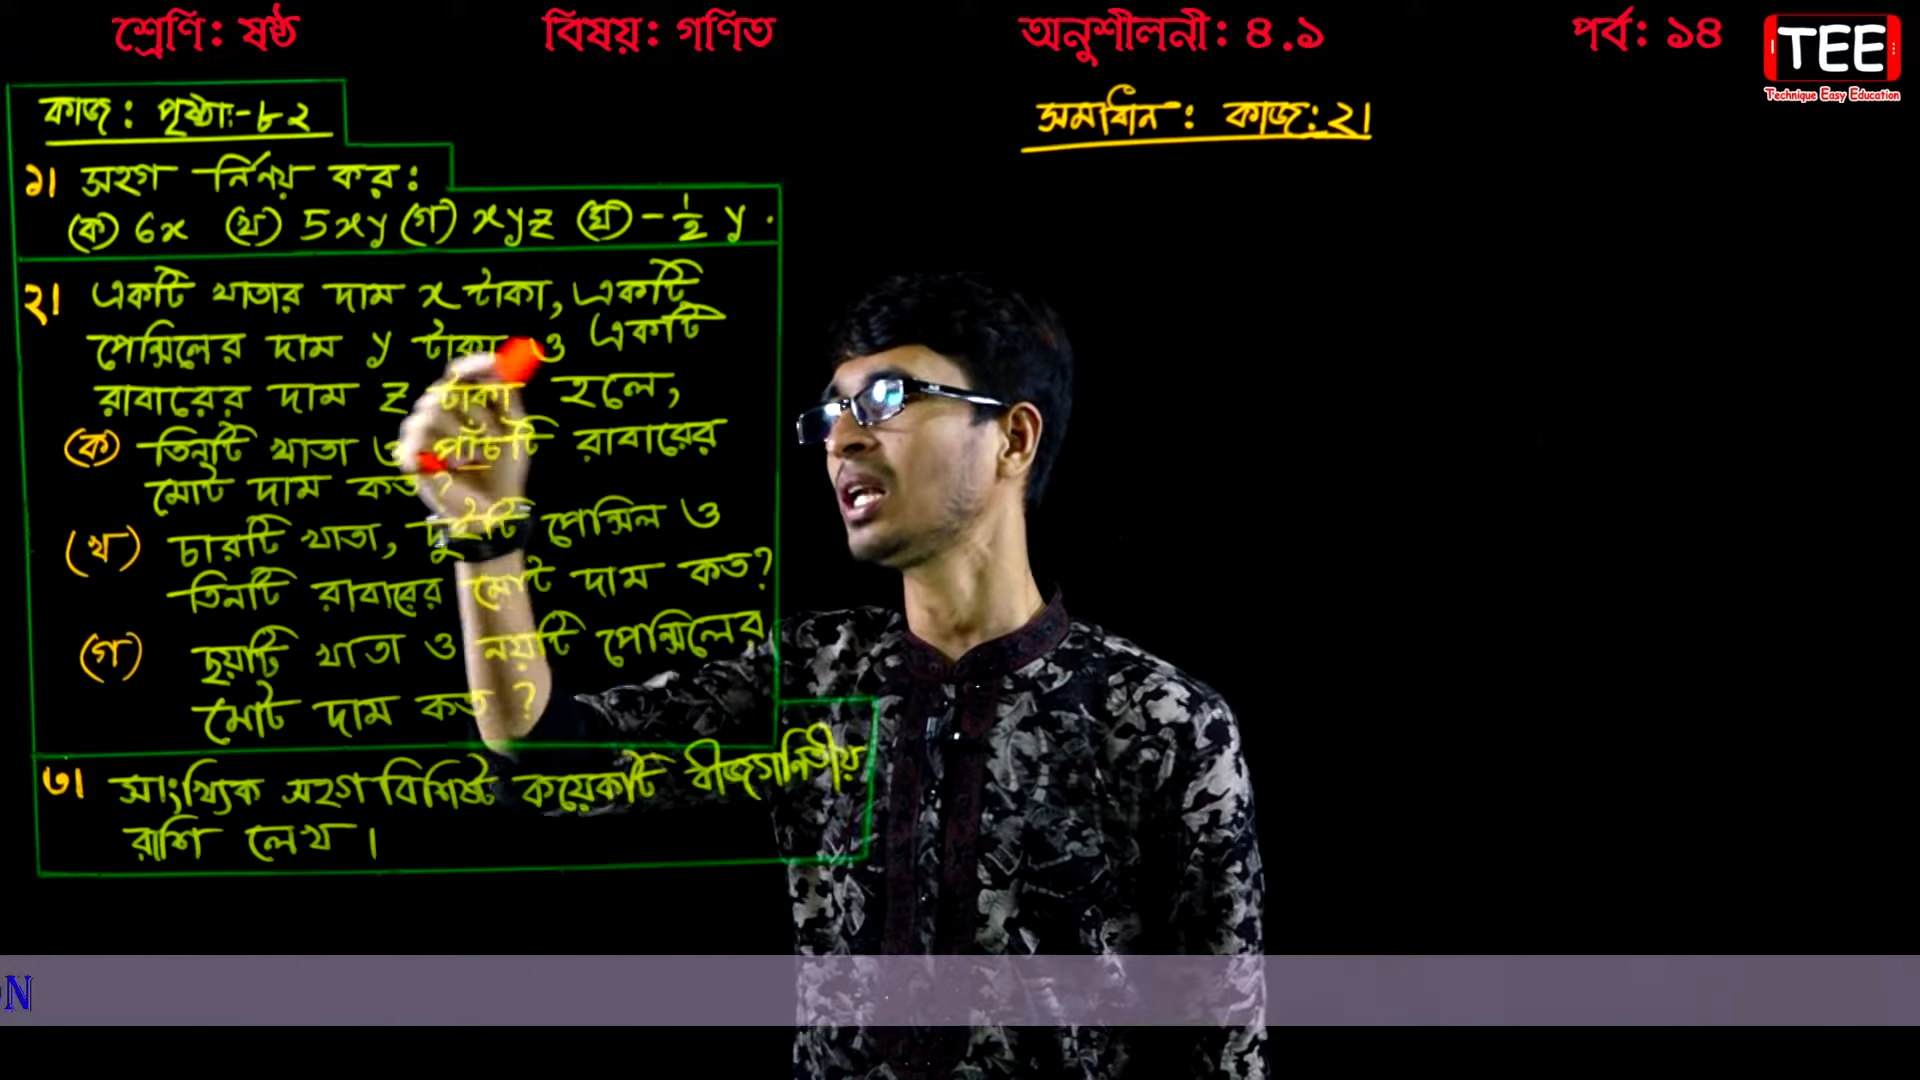 শ্রেণি: ষষ্ঠ বিষয়: গণিত অনুশীলনী: ৪.১ পর্ব: ১৪
TEE
Technique Easy Education
কাজ: পৃষ্ঠা:-৮২
সমাধান: কাজ: ২।
১। সহগ নির্ণয় কর:
(ক) 6x (খ) 5xy (গ) xyz (ঘ) -1/2 y.
২। একটি খাতার দাম x টাকা, একটি
পেন্সিলের দাম y টাকা ও একটি
রাবারের দাম z টাকা হলে,
(ক) তিনটি খাতা ও পাঁচটি রাবারের
মোট দাম কত?
(খ) চারটি খাতা, দুইটি পেন্সিল ও
তিনটি রাবারের মোট দাম কত?
(গ) ছয়টি খাতা ও নয়টি পেন্সিলের
মোট দাম কত?
৩। সাংখ্যিক সহগবিশিষ্ট কয়েকটি বীজগণিতীয়
রাশি লেখ।
N